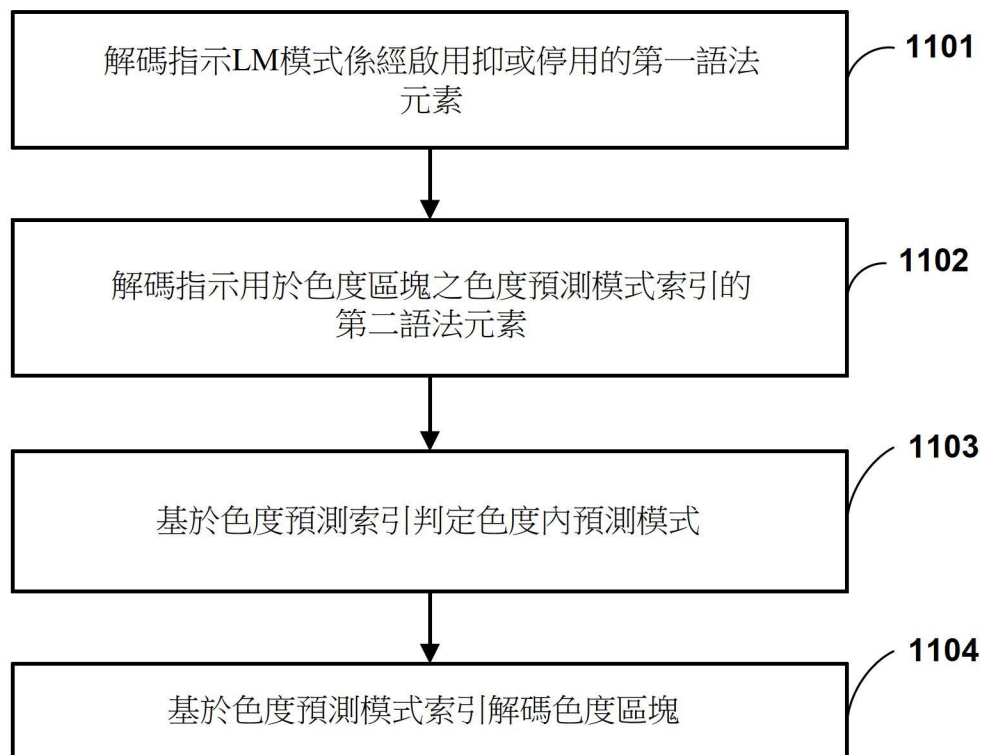 解碼指示LM模式係經啟用抑或停用的第一語法
元素
1101
解碼指示用於色度區塊之色度預測模式索引的
第二語法元素
1102
基於色度預測索引判定色度內預測模式
1103
基於色度預測模式索引解碼色度區塊
1104